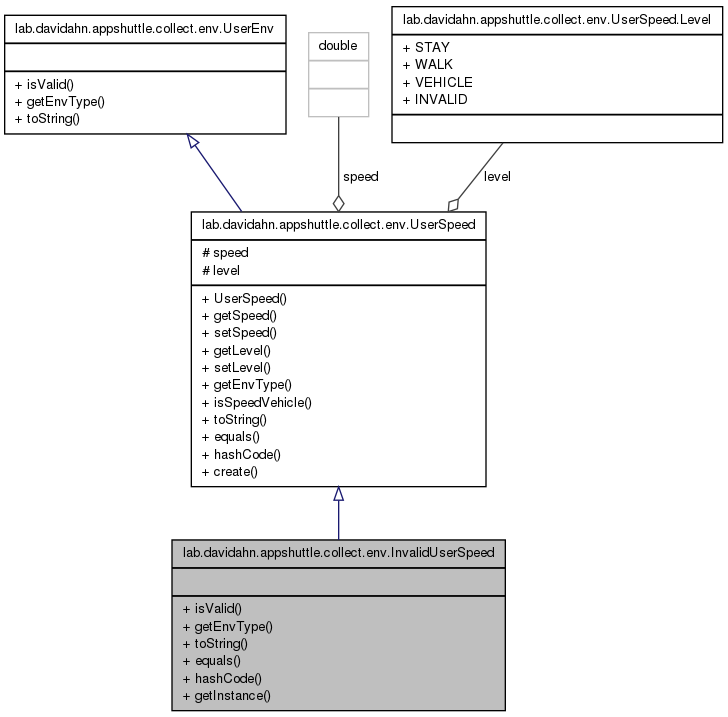 lab.davidahn.appshuttle.collect.env.UserEnv
+ isValid()
+ getEnvType()
+ toString()
double
lab.davidahn.appshuttle.collect.env.UserSpeed.Level
+ STAY
+ WALK
+ VEHICLE
+ INVALID
speed
level
lab.davidahn.appshuttle.collect.env.UserSpeed
# speed
# level
+ UserSpeed()
+ getSpeed()
+ setSpeed()
+ getLevel()
+ setLevel()
+ getEnvType()
+ isSpeedVehicle()
+ toString()
+ equals()
+ hashCode()
+ create()
lab.davidahn.appshuttle.collect.env.InvalidUserSpeed
+ isValid()
+ getEnvType()
+ toString()
+ equals()
+ hashCode()
+ getInstance()